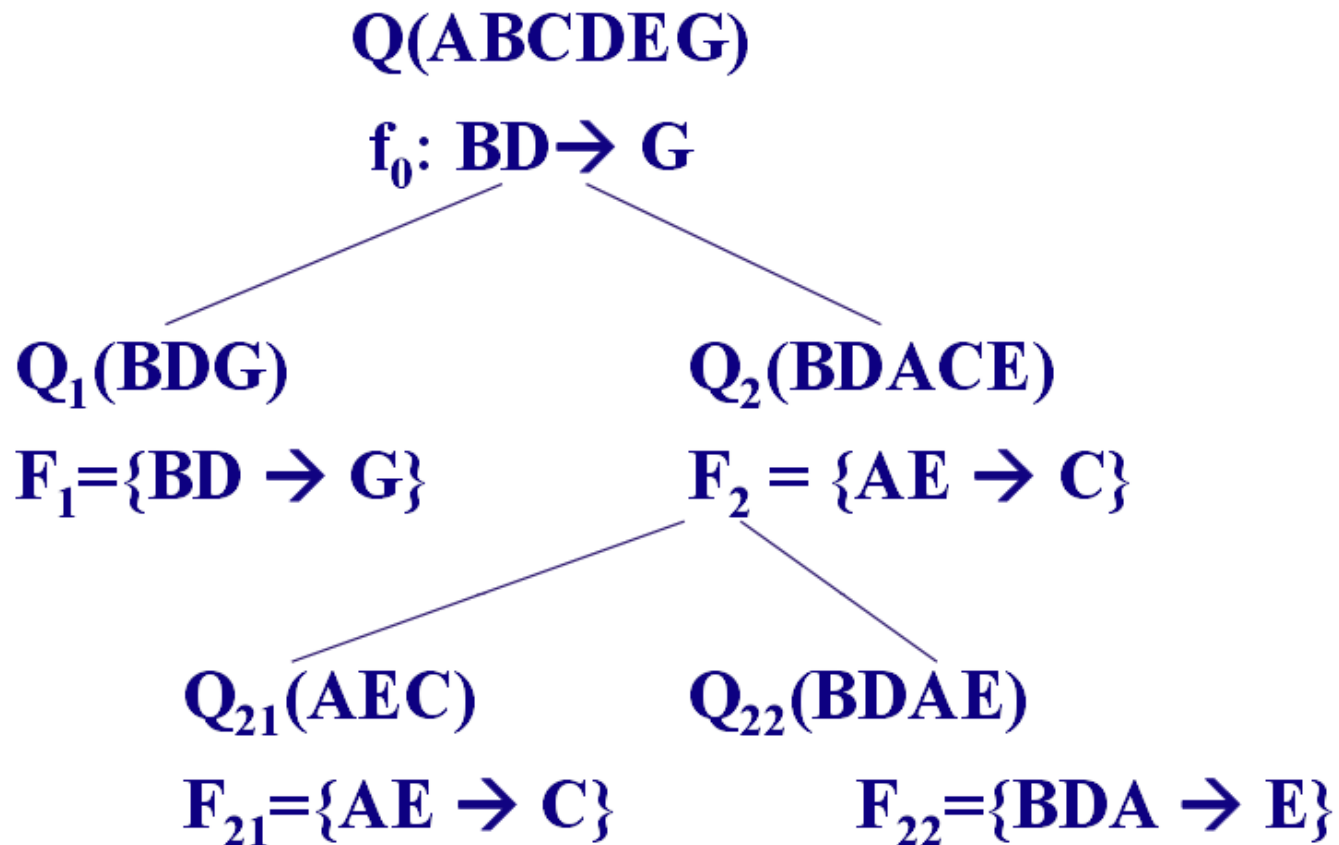 Q(ABCDEG)
f₀: BD→ G
Q₁(BDG)
Q₂(BDACE)
F₁={BD → G}
F₂ = {AE → C}
Q₂₁(AEC)
Q₂₂(BDAE)
F₂₁={AE → C}
F₂₂={BDA → E}